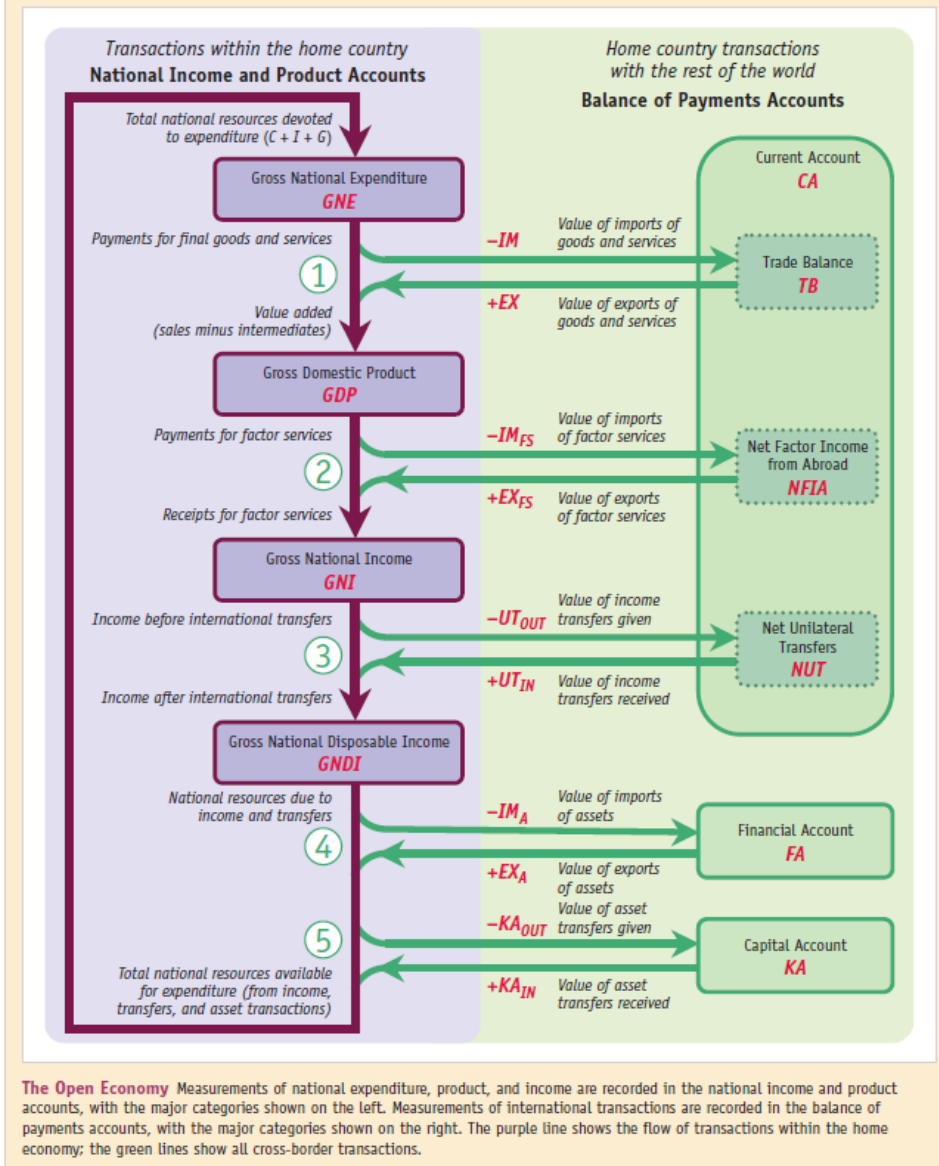 Transactions within the home country
National Income and Product Accounts
Home country transactions
with the rest of the world
Balance of Payments Accounts
Total national resources devoted
to expenditure (C + I + G)
Gross National Expenditure
GNE
Current Account
CA
Payments for final goods and services
–IM
Value of imports of
goods and services
Trade Balance
TB
1
+EX
Value of exports of
goods and services
Value added
(sales minus intermediates)
Gross Domestic Product
GDP
Payments for factor services
–IMFS
Value of imports
of factor services
Net Factor Income
from Abroad
NFIA
2
+EXFS
Value of exports
of factor services
Receipts for factor services
Gross National Income
GNI
Income before international transfers
–UTOUT
Value of income
transfers given
Net Unilateral
Transfers
NUT
3
+UTIN
Value of income
transfers received
Income after international transfers
Gross National Disposable Income
GNDI
National resources due to
income and transfers
–IMA
Value of imports
of assets
Financial Account
FA
4
+EXA
Value of exports
of assets
–KAOUT
Value of asset
transfers given
Capital Account
KA
5
+KAIN
Value of asset
transfers received
Total national resources available
for expenditure (from income,
transfers, and asset transactions)
The Open Economy Measurements of national expenditure, product, and income are recorded in the national income and product
accounts, with the major categories shown on the left. Measurements of international transactions are recorded in the balance of
payments accounts, with the major categories shown on the right. The purple line shows the flow of transactions within the home
economy; the green lines show all cross-border transactions.